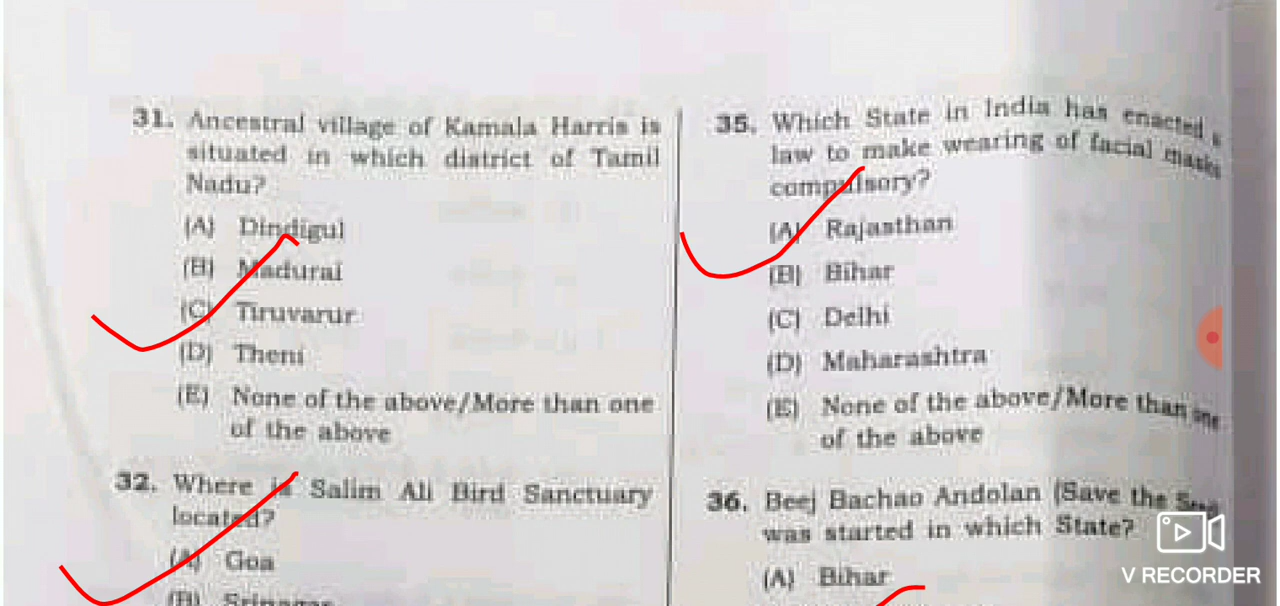 31. Ancestral village of Kamala Harris is
situated in which district of Tamil
Nadu?
(A) Dindigul
(B) Madurai
(C) Tiruvarur
(D) Theni
(E) None of the above/More than one
of the above
32. Where is Salim Ali Bird Sanctuary
located?
(A) Goa
(B) Srinagar
35. Which State in India has enacted a
law to make wearing of facial masks
compulsory?
(A) Rajasthan
(B) Bihar
(C) Delhi
(D) Maharashtra
(E) None of the above/More than one
of the above
36. Beej Bachao Andolan (Save the
was started in which State?
(A) Bihar
V RECORDER